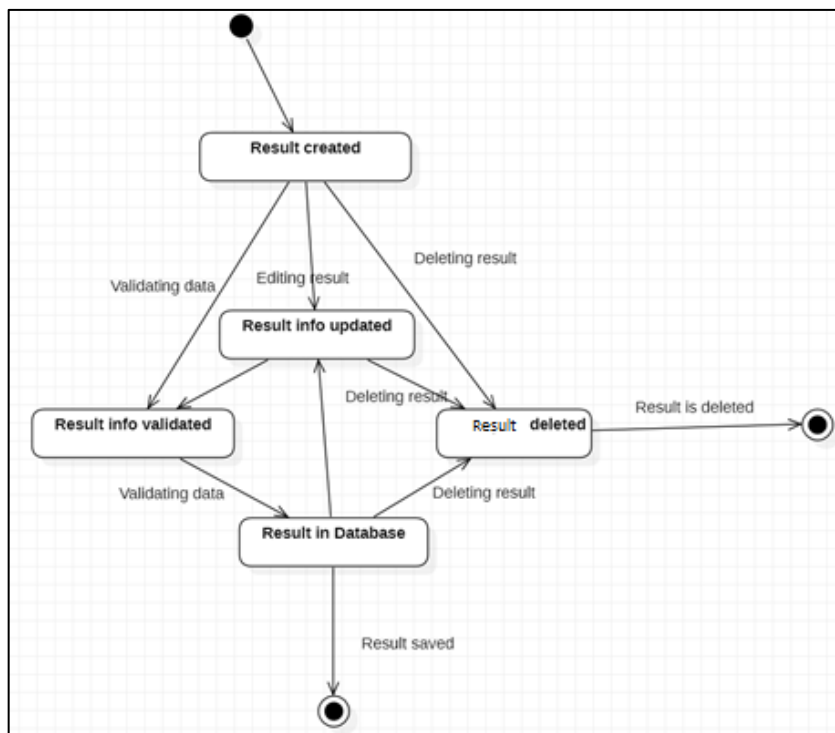 Result created
Deleting result
Validating data
Editing result
Result info updated
Deleting result
Result is deleted
Result info validated
Result deleted
Validating data
Deleting result
Result in Database
Result saved